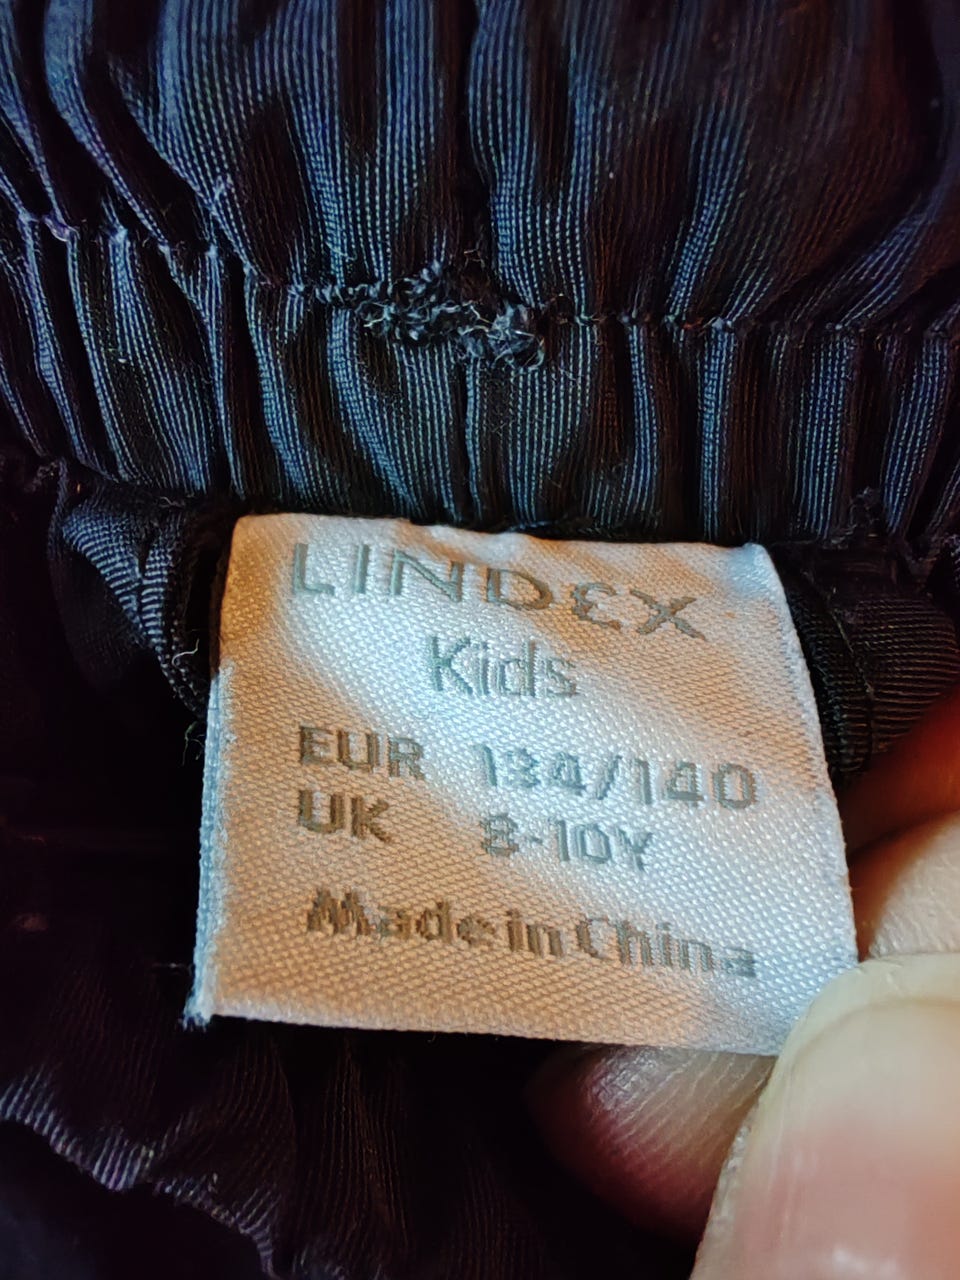 LINDEX
Kids
EUR 134/140
UK 8-10Y
Made in China